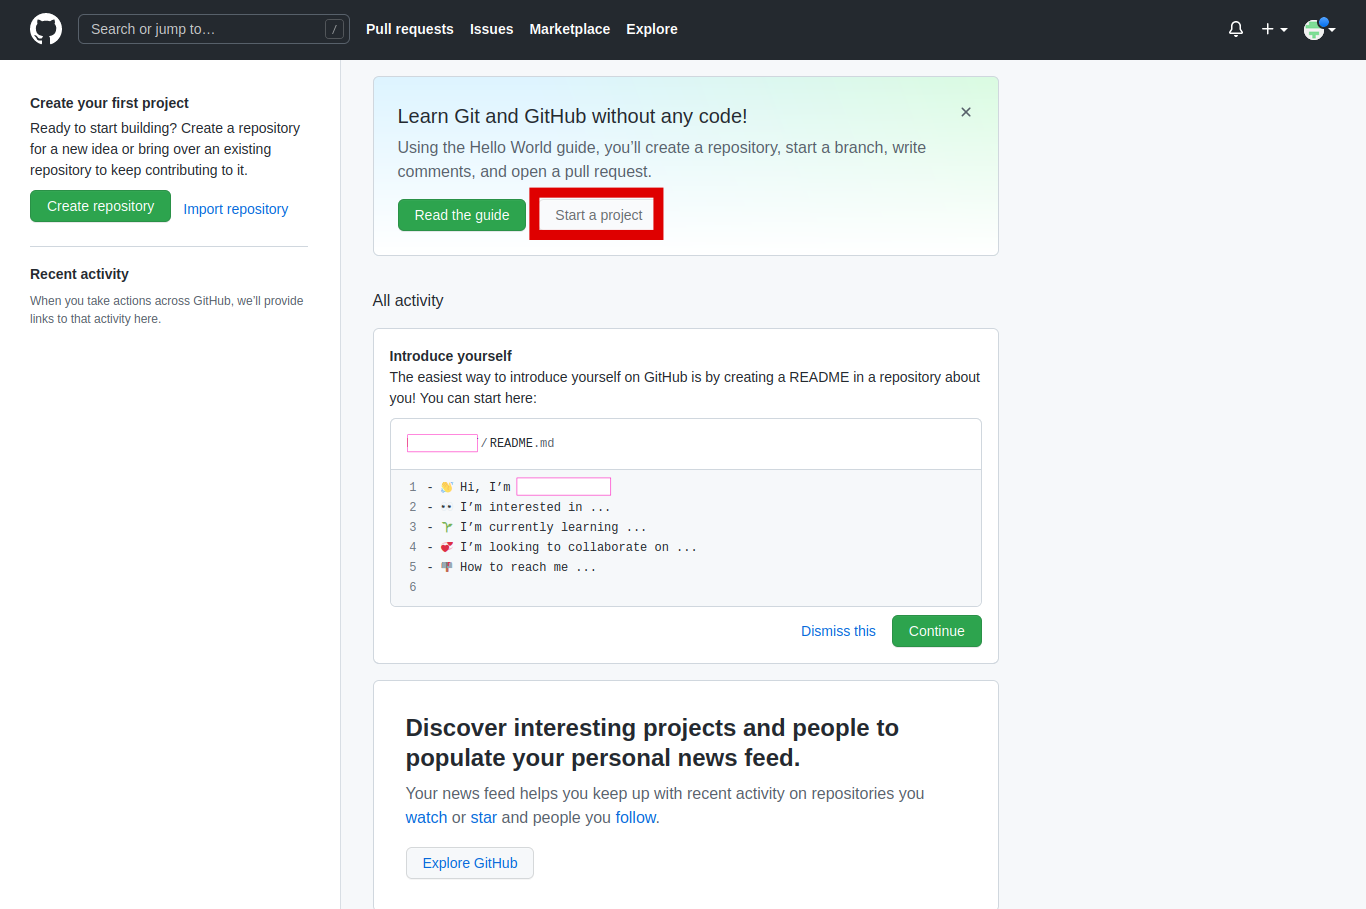 Search or jump to…
/
Pull requests
Issues
Marketplace
Explore
Create your first project
Ready to start building? Create a repository
for a new idea or bring over an existing
repository to keep contributing to it.
Create repository
Import repository
Recent activity
When you take actions across GitHub, we’ll provide
links to that activity here.
Learn Git and GitHub without any code!
Using the Hello World guide, you’ll create a repository, start a branch, write
comments, and open a pull request.
Read the guide
Start a project
All activity
Introduce yourself
The easiest way to introduce yourself on GitHub is by creating a README in a repository about
you! You can start here:
/README.md
1 - 👋 Hi, I’m
2 - 👀 I’m interested in ...
3 - 🌱 I’m currently learning ...
4 - 💞️ I’m looking to collaborate on ...
5 - 📫 How to reach me ...
6
Dismiss this
Continue
Discover interesting projects and people to
populate your personal news feed.
Your news feed helps you keep up with recent activity on repositories you
watch or star and people you follow.
Explore GitHub